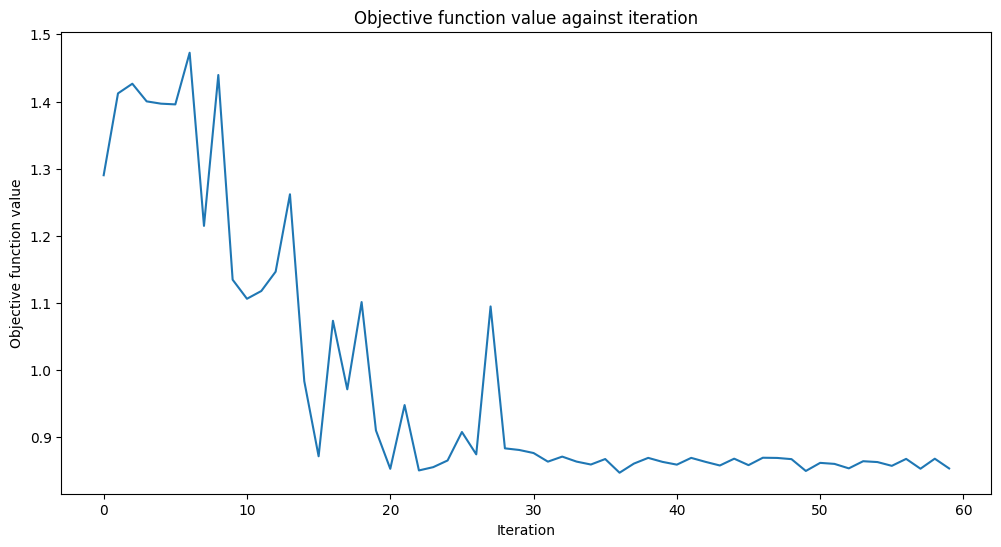 Objective function value against iteration
Objective function value
1.5
1.4
1.3
1.2
1.1
1.0
0.9
0 10 20 30 40 50 60
Iteration